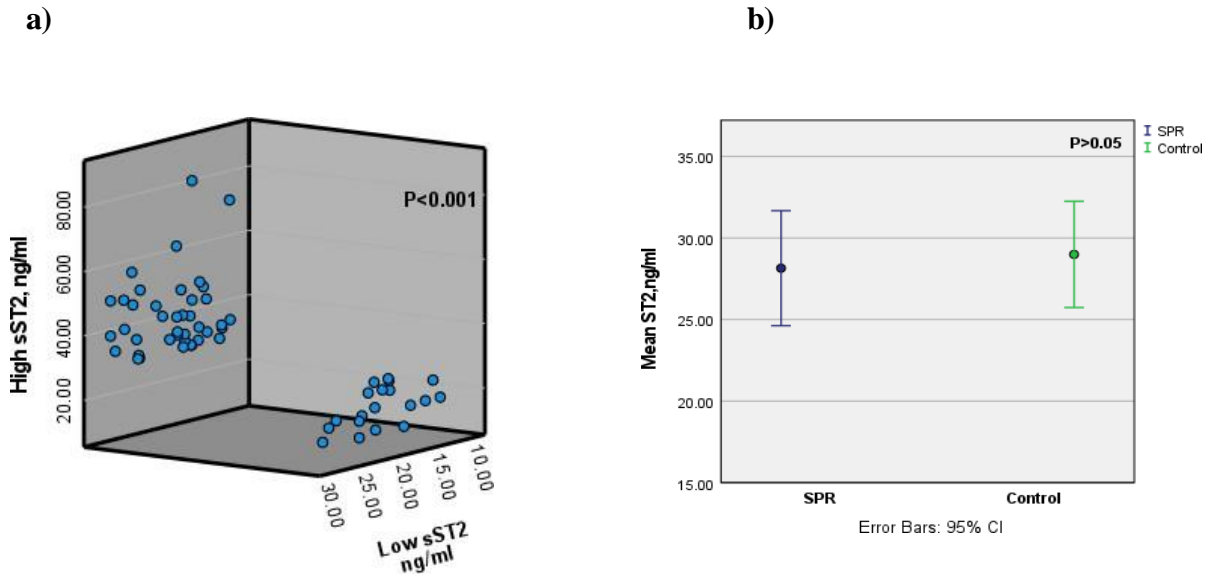 a)
b)
P<0.001
High sST2, ng/ml
80.00
60.00
40.00
20.00
30.00
25.00
20.00
15.00
10.00
Low sST2
ng/ml
SPR
Control
P>0.05
Mean ST2,ng/ml
35.00
30.00
25.00
20.00
15.00
SPR
Control
Error Bars: 95% CI